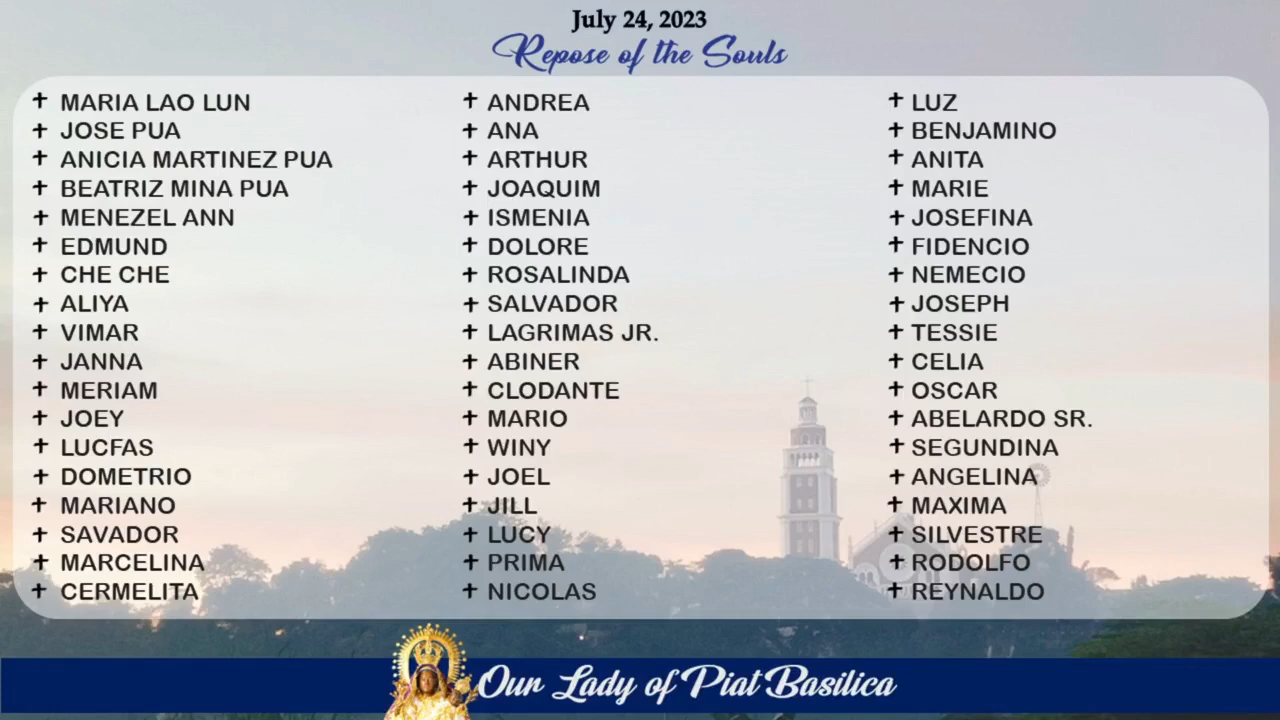 July 24, 2023
Repose of the Souls
✝ MARIA LAO LUN
✝ JOSE PUA
✝ ANICIA MARTINEZ PUA
✝ BEATRIZ MINA PUA
✝ MENEZEL ANN
✝ EDMUND
✝ CHE CHE
✝ ALIYA
✝ VIMAR
✝ JANNA
✝ MERIAM
✝ JOEY
✝ LUCFAS
✝ DOMETRIO
✝ MARIANO
✝ SAVADOR
✝ MARCELINA
✝ CERMELITA
✝ ANDREA
✝ ANA
✝ ARTHUR
✝ JOAQUIM
✝ ISMENIA
✝ DOLORE
✝ ROSALINDA
✝ SALVADOR
✝ LAGRIMAS JR.
✝ ABINER
✝ CLODANTE
✝ MARIO
✝ WINY
✝ JOEL
✝ JILL
✝ LUCY
✝ PRIMA
✝ NICOLAS
✝ LUZ
✝ BENJAMINO
✝ ANITA
✝ MARIE
✝ JOSEFINA
✝ FIDENCIO
✝ NEMECIO
✝ JOSEPH
✝ TESSIE
✝ CELIA
✝ OSCAR
✝ ABELARDO SR.
✝ SEGUNDINA
✝ ANGELINA
✝ MAXIMA
✝ SILVESTRE
✝ RODOLFO
✝ REYNALDO
Our Lady of Piat Basilica